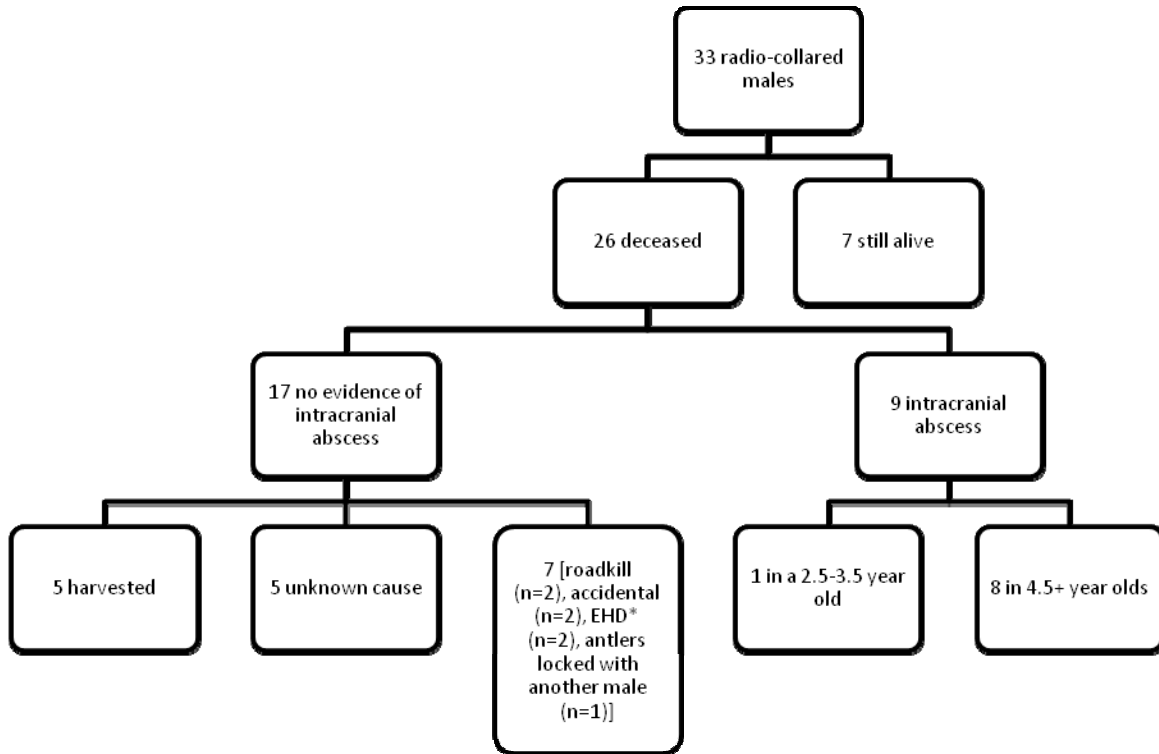 33 radio-collared
males
26 deceased
7 still alive
17 no evidence of
intracranial
abscess
9 intracranial
abscess
5 harvested
5 unknown cause
7 [roadkill
(n=2), accidental
(n=2), EHD*
(n=2), antlers
locked with
another male
(n=1)]
1 in a 2.5-3.5 year
old
8 in 4.5+ year olds